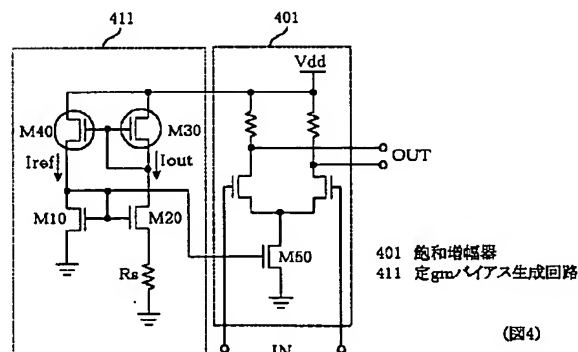 411
401
Vdd
M40
M30
OUT
Iref
Iout
M10
M20
M50
Rs
401 飽和増幅器
411 定gmバイアス生成回路
(図4)
IN